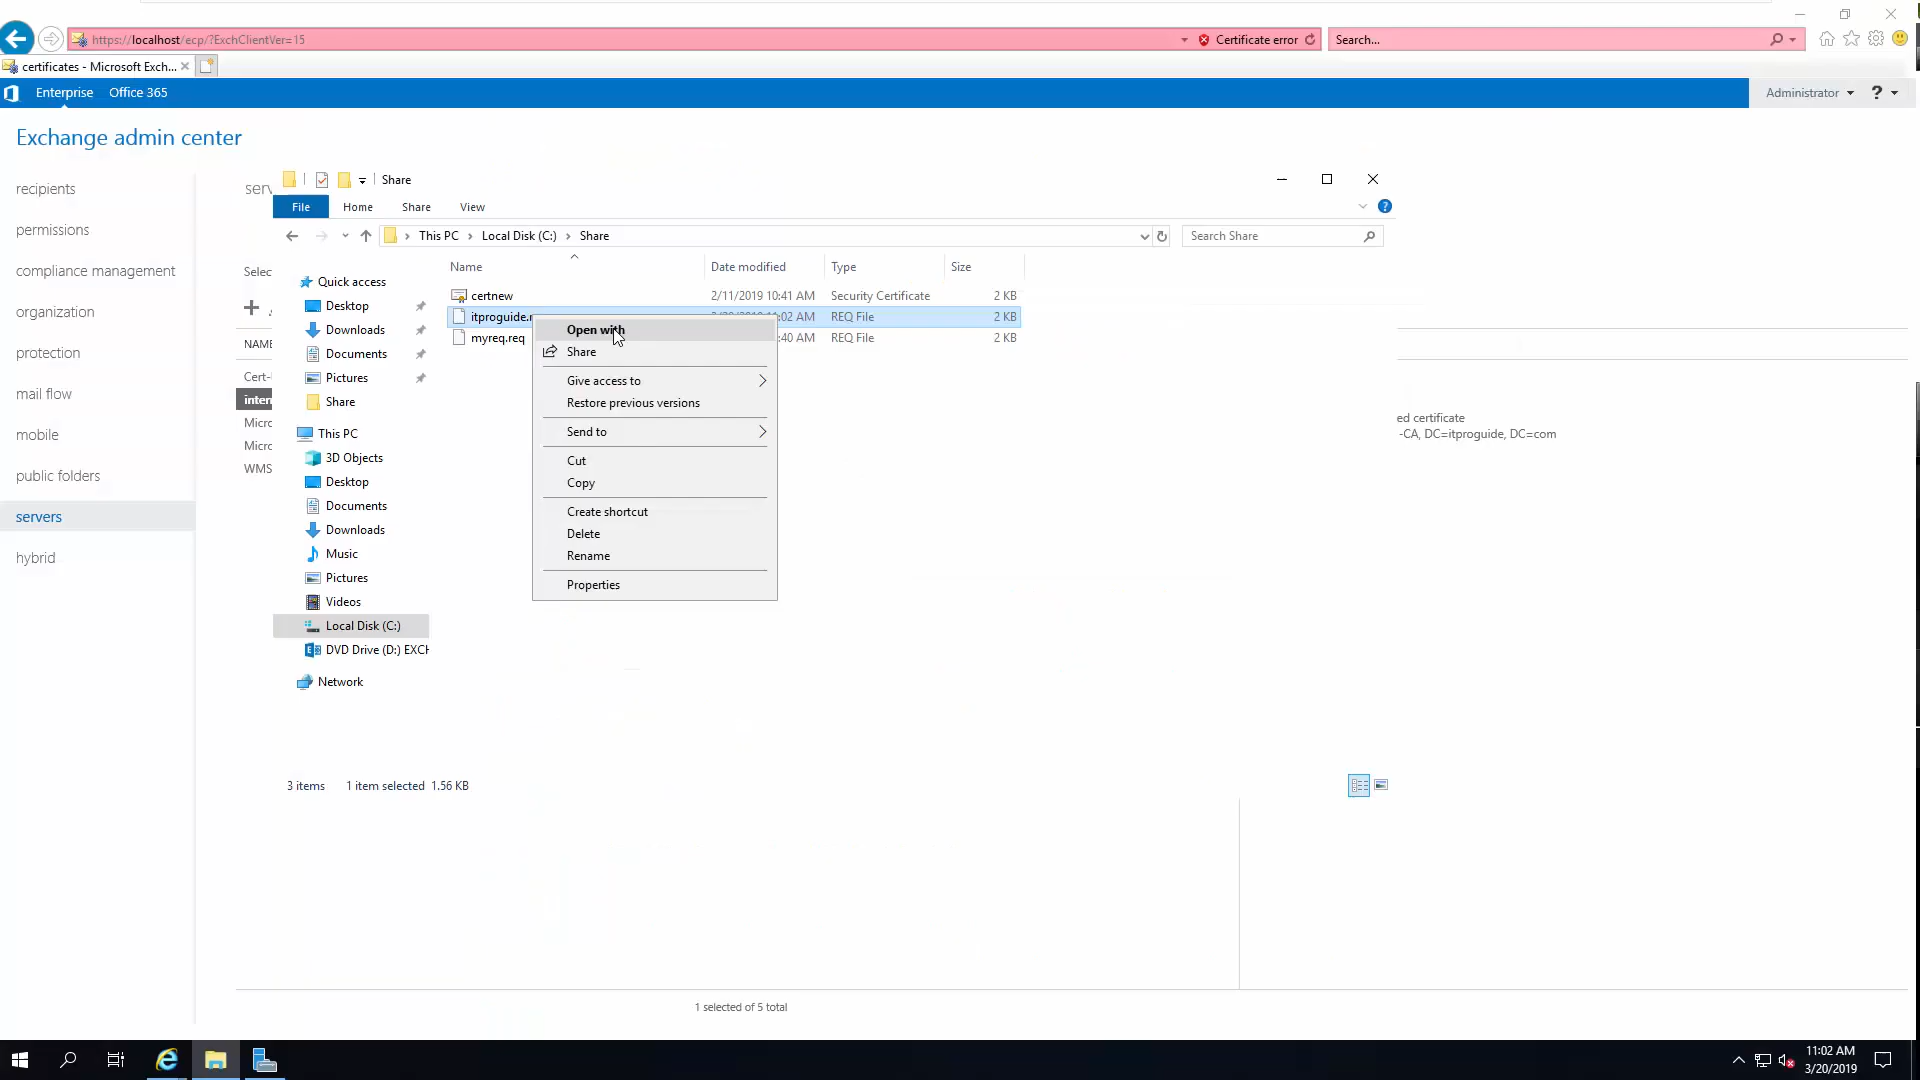 https://localhost/ecp/?ExchClientVer=15
Certificate error
Search...
certificates - Microsoft Exch...
Enterprise
Office 365
Administrator
?
Exchange admin center
recipients
permissions
compliance management
organization
protection
mail flow
mobile
public folders
servers
hybrid
serv
Selec
NAME
Cert-
inter
Micro
Micro
WMS
Share
File
Home
Share
View
This PC
Local Disk (C:)
Share
Search Share
Name
Date modified
Type
Size
Quick access
Desktop
Downloads
Documents
Pictures
Share
This PC
3D Objects
Desktop
Documents
Downloads
Music
Pictures
Videos
Local Disk (C:)
DVD Drive (D:) EXCH
Network
certnew
2/11/2019 10:41 AM
Security Certificate
2 KB
itproguide.r
:02 AM
REQ File
2 KB
myreq.req
:40 AM
REQ File
2 KB
Open with
Share
Give access to
Restore previous versions
Send to
Cut
Copy
Create shortcut
Delete
Rename
Properties
3 items
1 item selected 1.56 KB
ed certificate
-CA, DC=itproguide, DC=com
1 selected of 5 total
11:02 AM
3/20/2019